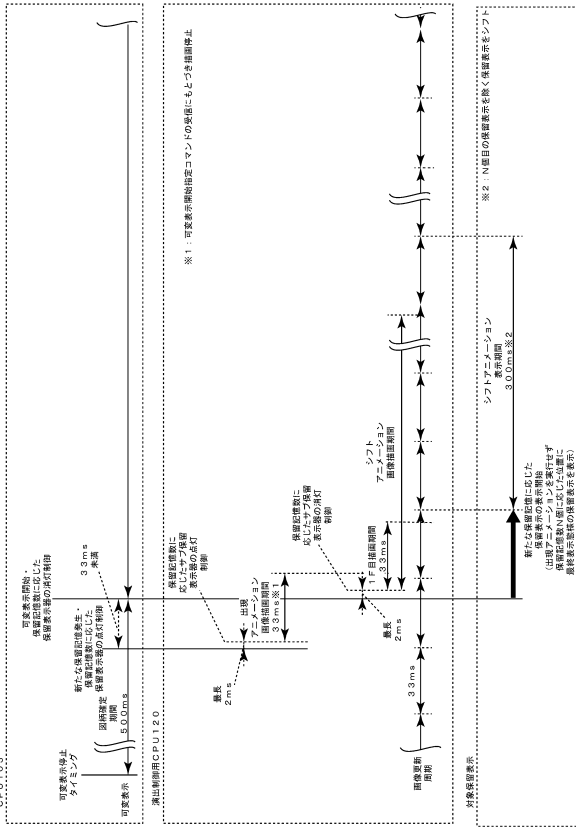 ＣＰＵ１０３
可変表示停止
タイミング
可変表示
図柄確定
期間
５００ｍｓ
新たな保留記憶発生・
保留記憶数に応じた
保留表示器の点灯制御
３３ｍｓ
未満
可変表示開始・
保留記憶数に応じた
保留表示器の消灯制御
演出制御用ＣＰＵ１２０
最長
２ｍｓ
保留記憶数に
応じたサブ保留
表示器の点灯
制御
出現
アニメーション
画像描画期間
３３ｍｓ※１
保留記憶数に
応じたサブ保留
表示器の消灯
制御
最長
２ｍｓ
１Ｆ目描画期間
３３ｍｓ
シフト
アニメーション
画像描画期間
※１：可変表示開始指定コマンドの受信にもとづき描画停止
画像更新
周期
３３ｍｓ
対象保留表示
新たな保留記憶に応じた
保留表示の表示開始
（出現アニメーションを実行せず
保留記憶数Ｎ個に応じた位置に
最終表示態様の保留表示を表示）
シフトアニメーション
表示期間
３００ｍｓ※２
※２：Ｎ個目の保留表示を除く保留表示をシフト